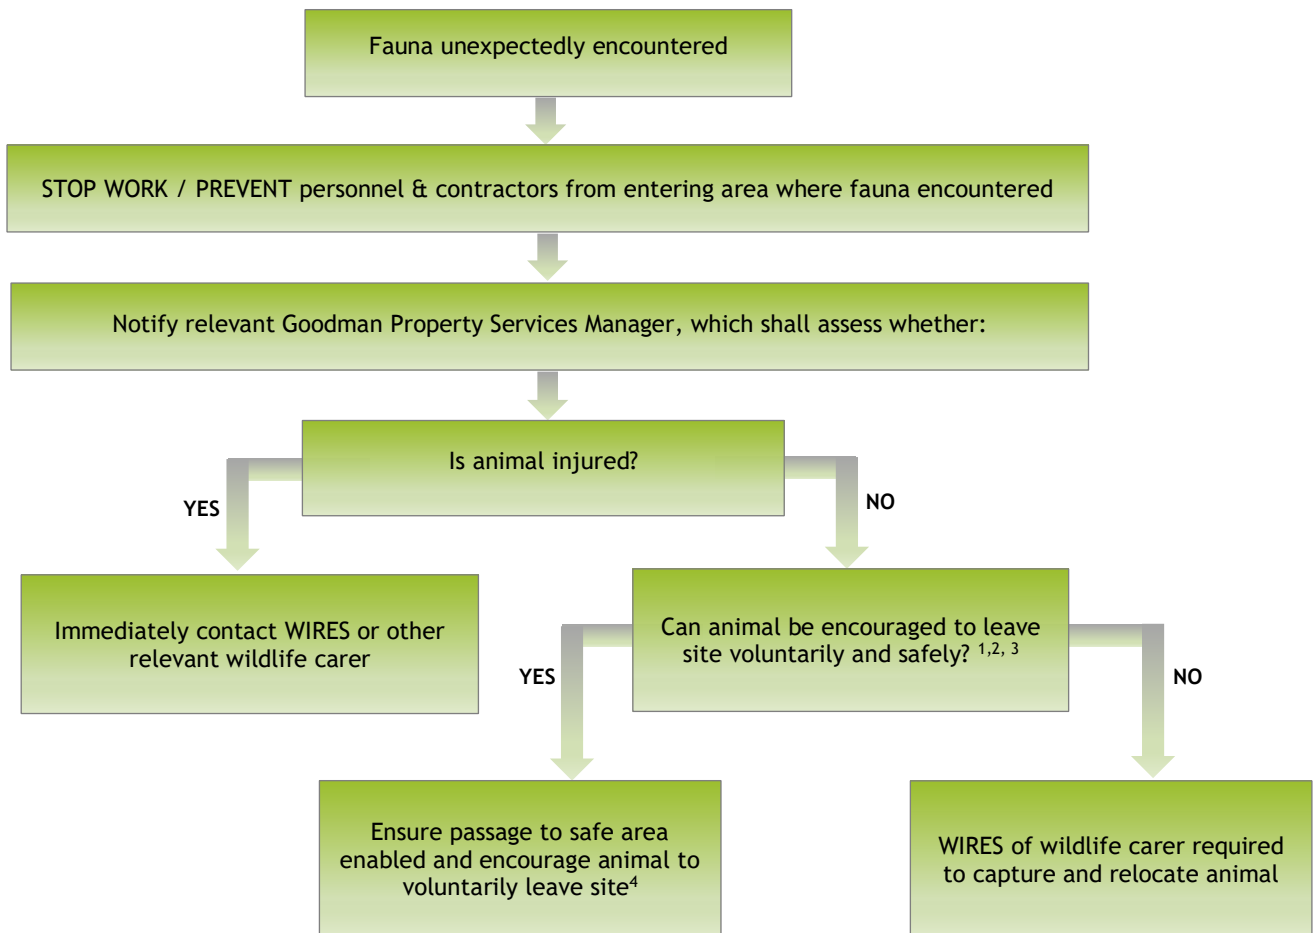 Fauna unexpectedly encountered
STOP WORK / PREVENT personnel & contractors from entering area where fauna encountered
Notify relevant Goodman Property Services Manager, which shall assess whether:
Is animal injured?
YES
NO
Immediately contact WIRES or other
relevant wildlife carer
Can animal be encouraged to leave
site voluntarily and safely? 1,2, 3
YES
NO
Ensure passage to safe area
enabled and encourage animal to
voluntarily leave site4
WIRES of wildlife carer required
to capture and relocate animal